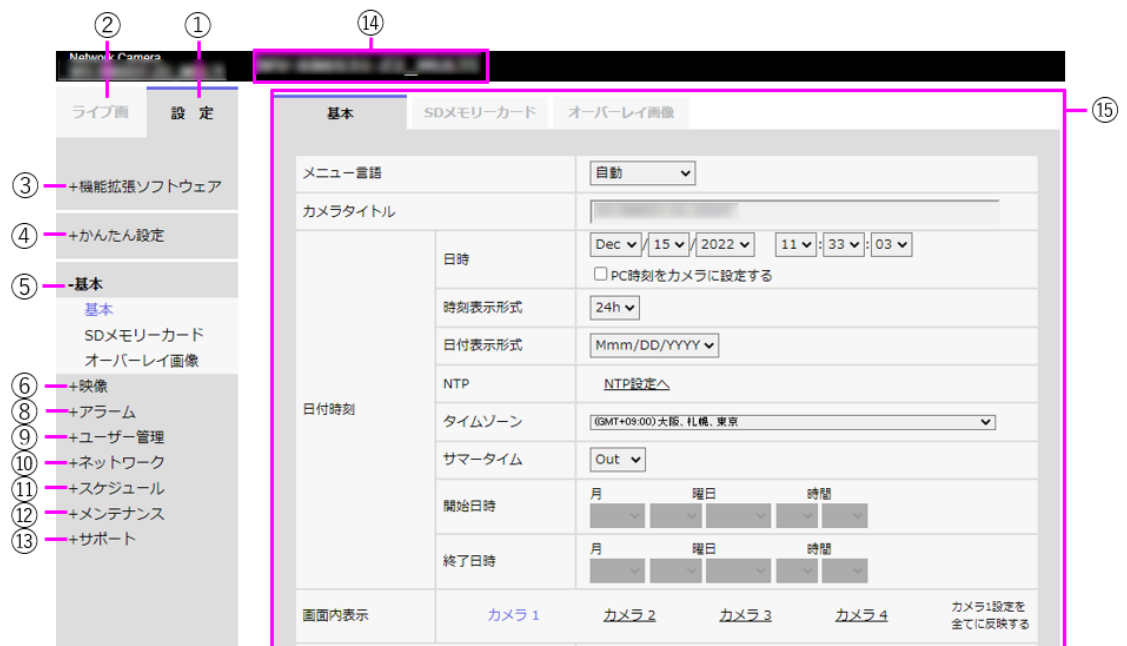 ② ① ⑭
Network Camera
ライブ画 設 定
基本 SDメモリーカード オーバーレイ画像
⑮
③ +機能拡張ソフトウェア
④ +かんたん設定
⑤ -基本
基本
SDメモリーカード
オーバーレイ画像
⑥ +映像
⑧ +アラーム
⑨ +ユーザー管理
⑩ +ネットワーク
⑪ +スケジュール
⑫ +メンテナンス
⑬ +サポート
メニュー言語 自動
カメラタイトル
日付時刻
日時 Dec / 15 / 2022 11 : 33 : 03
PC時刻をカメラに設定する
時刻表示形式 24h
日付表示形式 Mmm/DD/YYYY
NTP NTP設定へ
タイムゾーン (GMT+09:00)大阪、札幌、東京
サマータイム Out
開始日時 月 曜日 時間
終了日時 月 曜日 時間
画面内表示 カメラ1 カメラ2 カメラ3 カメラ4 カメラ1設定を
全てに反映する